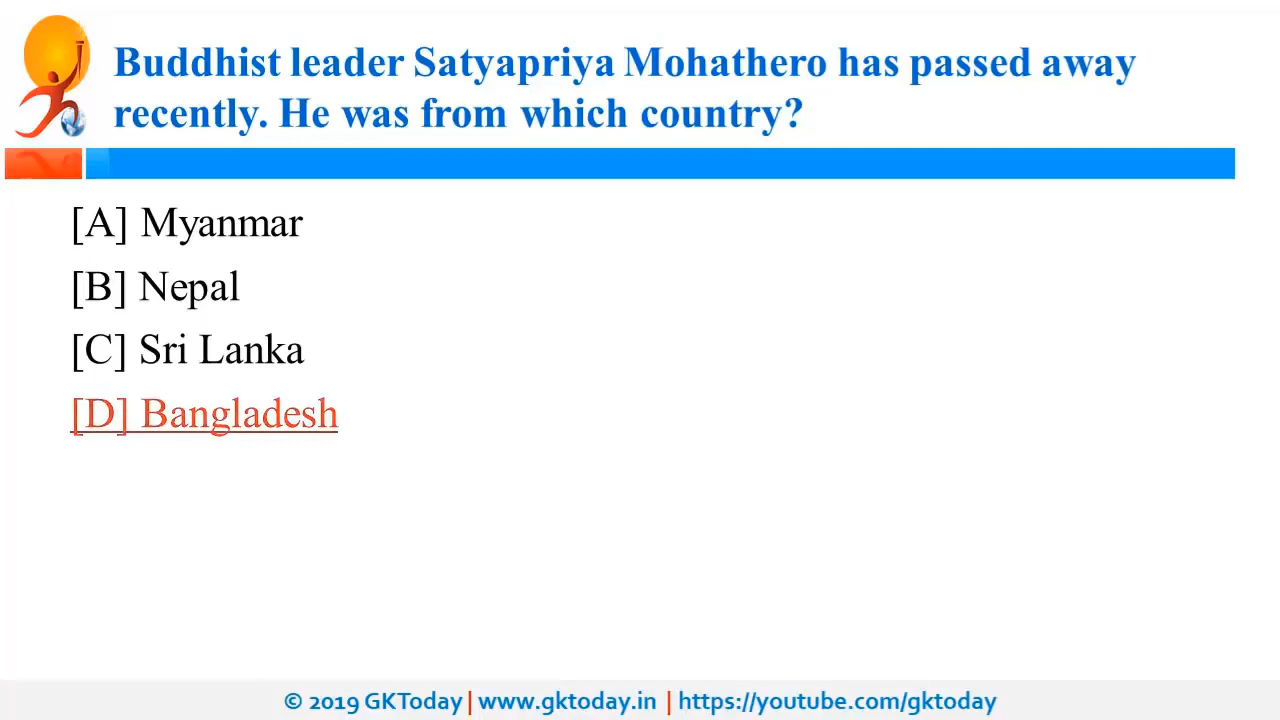 Buddhist leader Satyapriya Mohathero has passed away
recently. He was from which country?
[A] Myanmar
[B] Nepal
[C] Sri Lanka
[D] Bangladesh
© 2019 GKToday | www.gktoday.in | https://youtube.com/gktoday